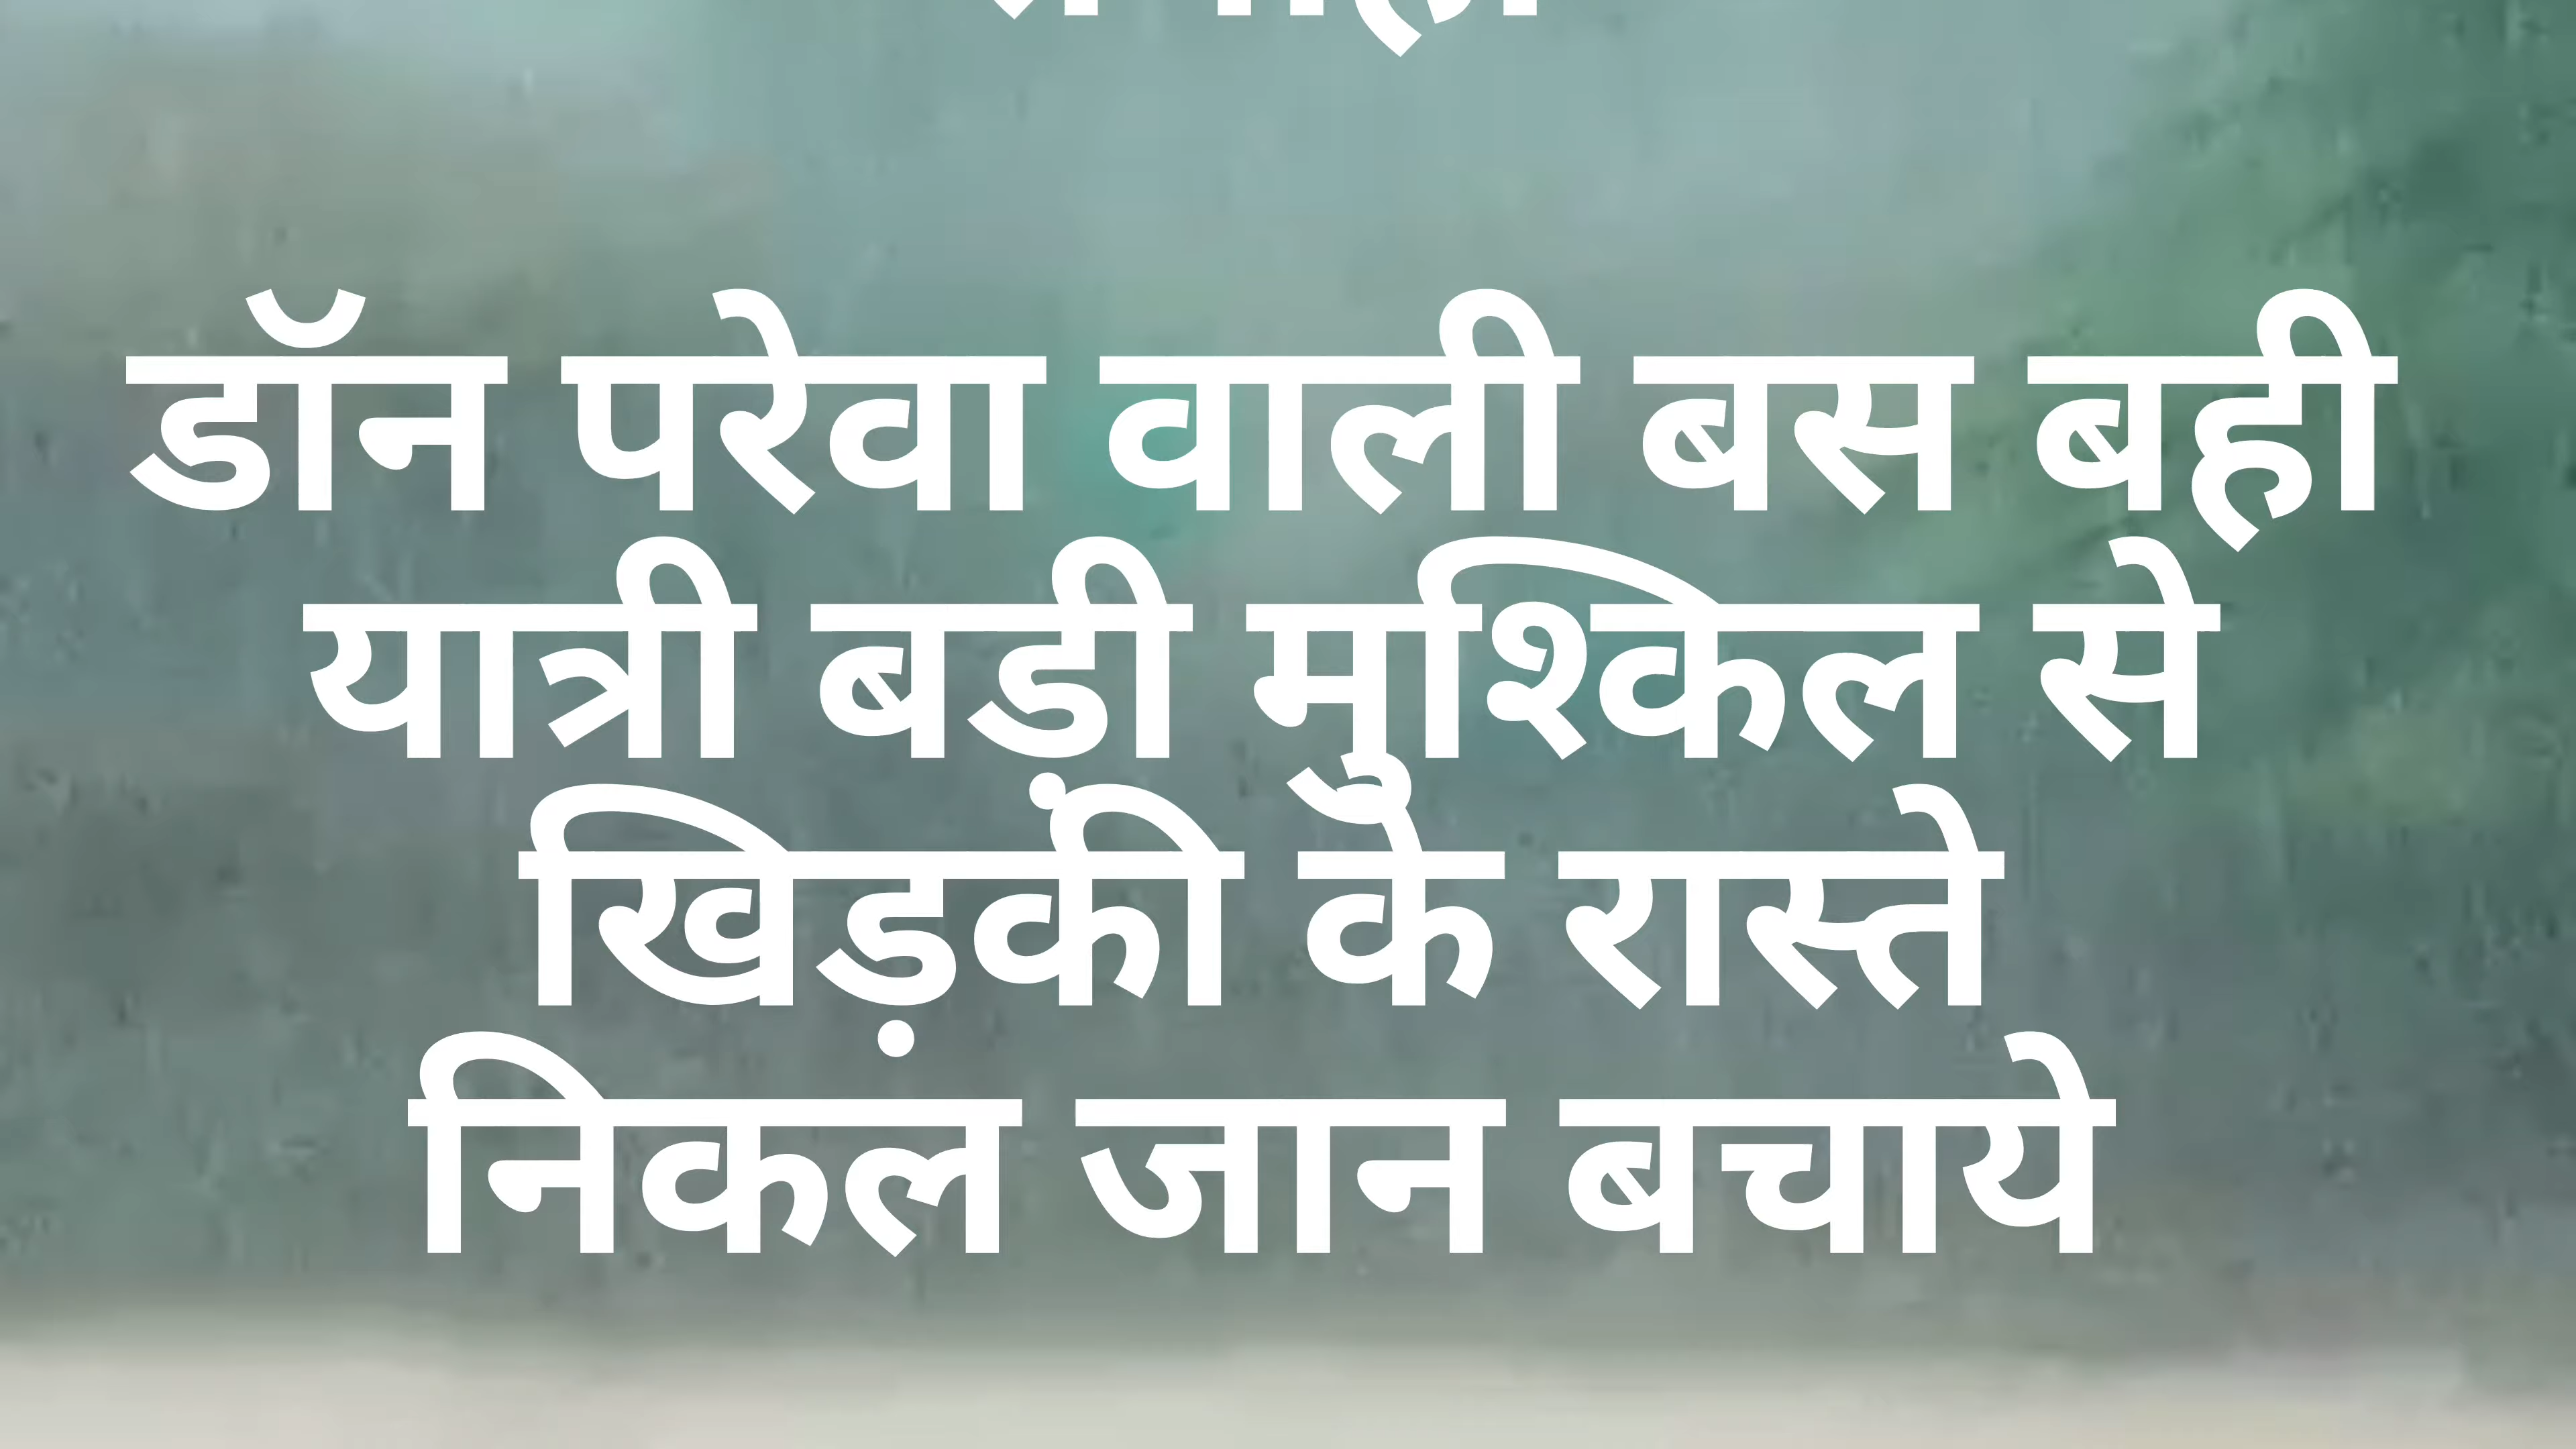 डॉन परेवा वाली बस बही
यात्री बड़ी मुश्किल से
खिड़की के रास्ते
निकल जान बचाये